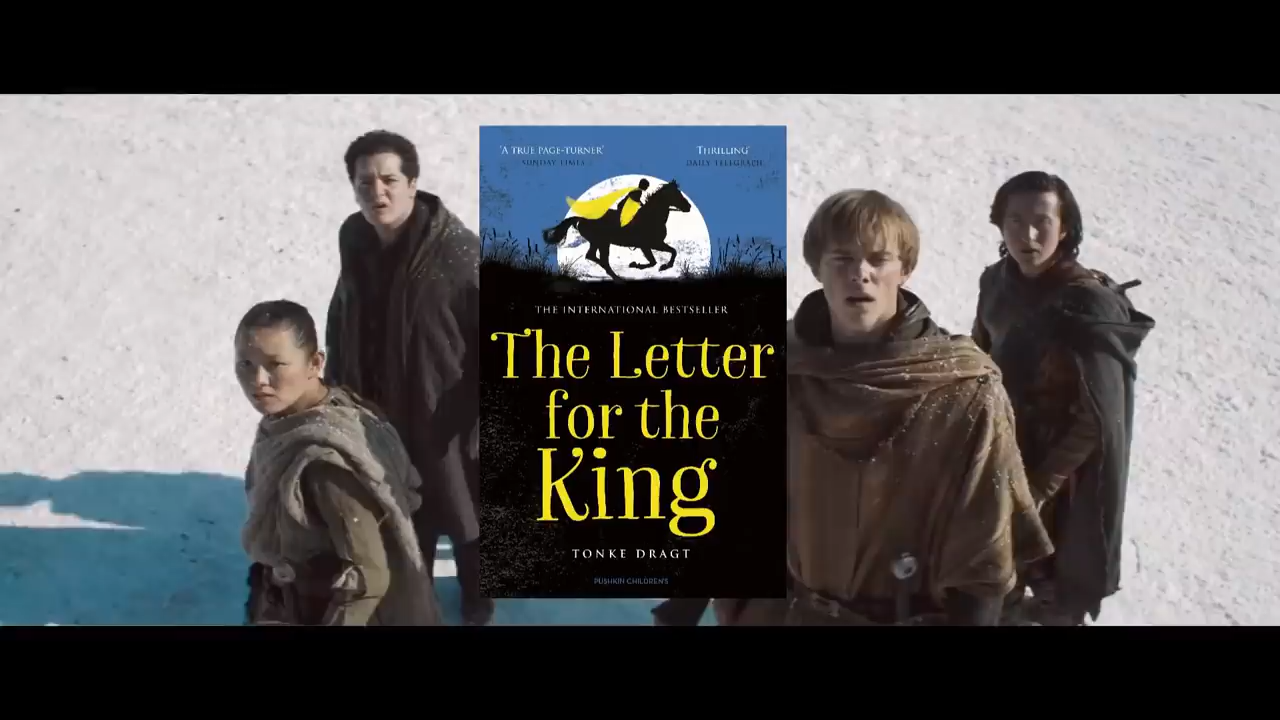 'A TRUE PAGE-TURNER'
SUNDAY TIMES
'THRILLING'
DAILY TELEGRAPH
THE INTERNATIONAL BESTSELLER
The Letter
for the
King
TONKE DRAGT
PUSHKIN CHILDREN'S